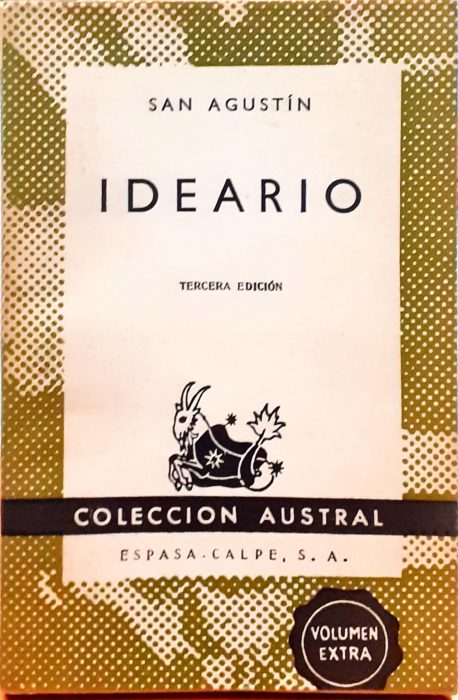 SAN AGUSTÍN
IDEARIO
TERCERA EDICIÓN
COLECCION AUSTRAL
ESPASA-CALPE, S. A.
VOLUMEN
EXTRA